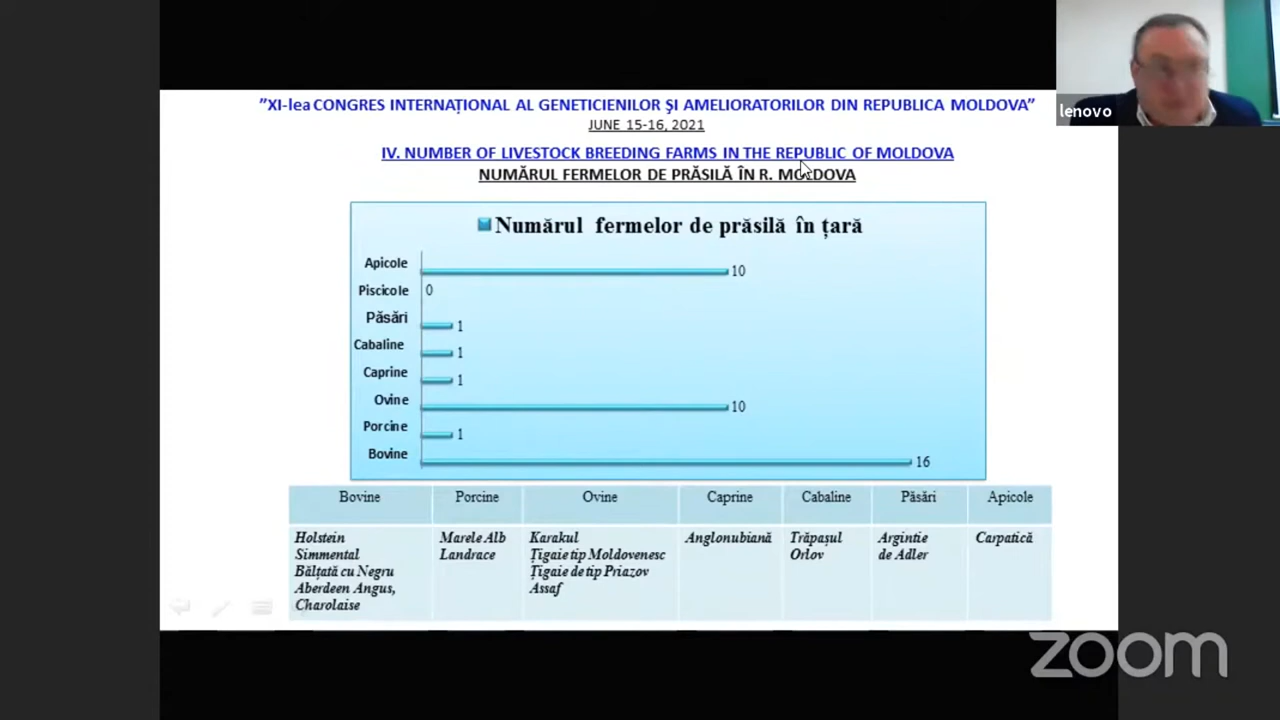 ”XI-lea CONGRES INTERNAȚIONAL AL GENETICIENILOR ŞI AMELIORATORILOR DIN REPUBLICA MOLDOVA”
JUNE 15-16, 2021
lenovo
IV. NUMBER OF LIVESTOCK BREEDING FARMS IN THE REPUBLIC OF MOLDOVA
NUMĂRUL FERMELOR DE PRĂSILĂ ÎN R. MOLDOVA
Numărul fermelor de prăsilă în țară
Apicole 10
Piscicole 0
Păsări 1
Cabaline 1
Caprine 1
Ovine 10
Porcine 1
Bovine 16
Bovine Porcine Ovine Caprine Cabaline Păsări Apicole
Holstein Marele Alb Karakul Anglonubiană Trăpașul Argintie Carpatică
Simmental Landrace Țigaie tip Moldovenesc Orlov de Adler
Bălțată cu Negru Țigaie de tip Priazov
Aberdeen Angus, Assaf
Charolaise
zoom